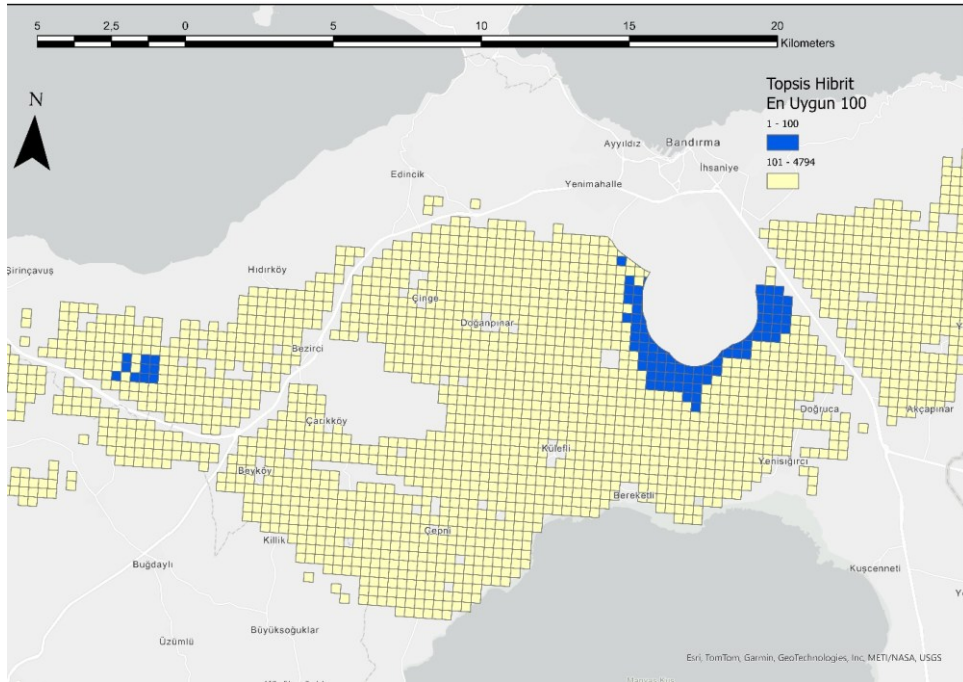 5 2,5 0 5 10 15 20
Kilometers
N
Topsis Hibrit
En Uygun 100
1 - 100
101 - 4794
Ayyıldız
Bandırma
İhsaniye
Edincik
Yenimahalle
Şirinçavuş
Hıdırköy
Çinge
Doğanpınar
Bezirci
Çarıkköy
Doğruca
Akçapınar
Külefli
Yenisığırcı
Beyköy
Bereketli
Çepni
Killik
Buğdaylı
Kuşcenneti
Büyüksoğuklar
Üzümlü
Esri, TomTom, Garmin, GeoTechnologies, Inc, METI/NASA, USGS